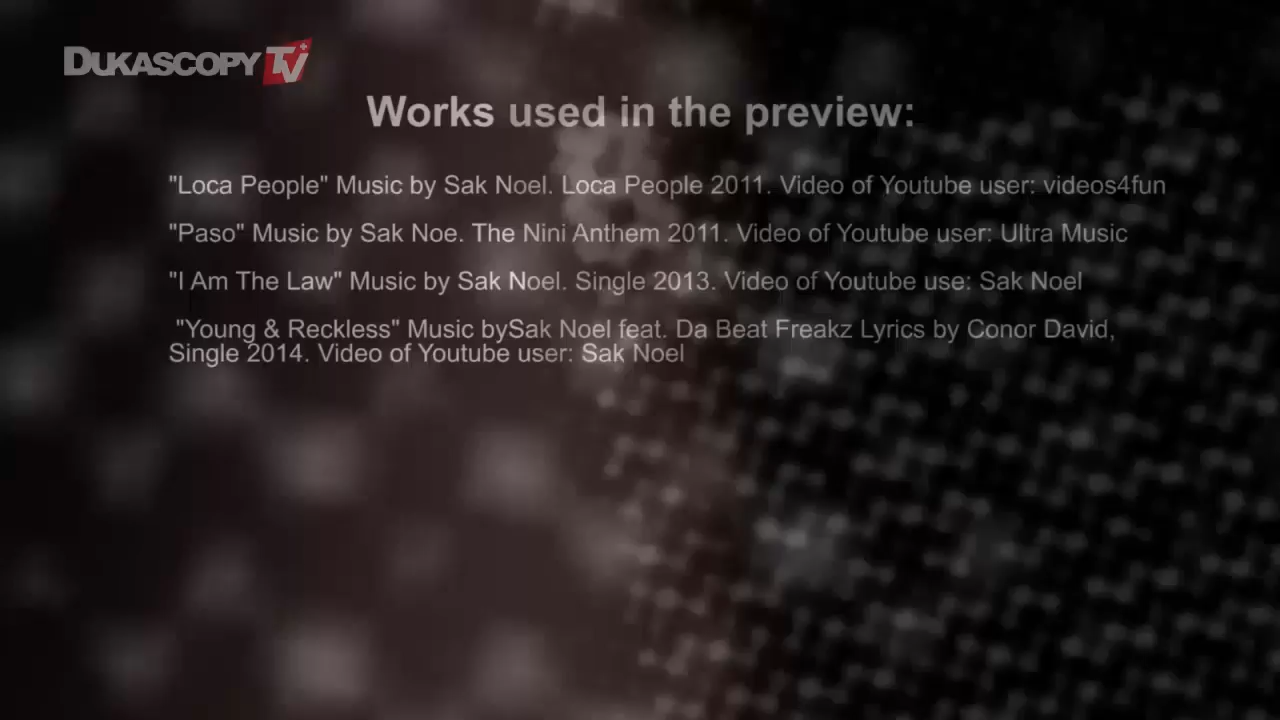 DUKASCOPY TV
Works used in the preview:
"Loca People" Music by Sak Noel. Loca People 2011. Video of Youtube user: videos4fun
"Paso" Music by Sak Noe. The Nini Anthem 2011. Video of Youtube user: Ultra Music
"I Am The Law" Music by Sak Noel. Single 2013. Video of Youtube use: Sak Noel
"Young & Reckless" Music bySak Noel feat. Da Beat Freakz Lyrics by Conor David,
Single 2014. Video of Youtube user: Sak Noel